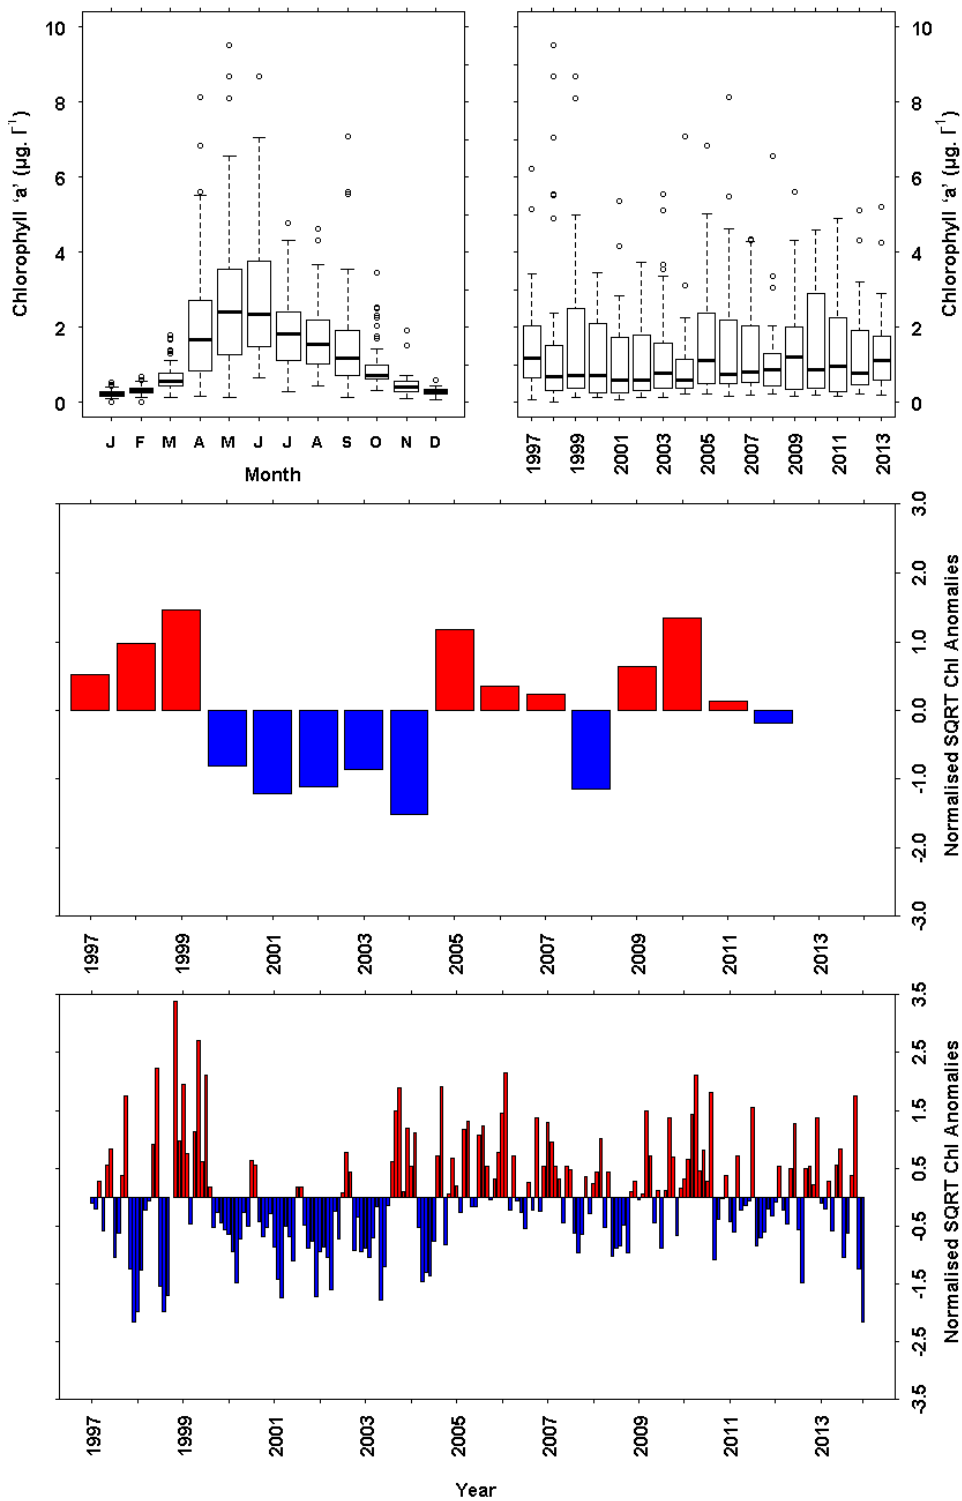 10
8
6
4
2
0
Chlorophyll 'a' (µg. l⁻¹)
J F M A M J J A S O N D
Month
10
8
6
4
2
0
Chlorophyll 'a' (µg. l⁻¹)
1997 1999 2001 2003 2005 2007 2009 2011 2013
3.0
2.0
1.0
0.0
-1.0
-2.0
-3.0
Normalised SQRT Chl Anomalies
1997 1999 2001 2003 2005 2007 2009 2011 2013
3.5
2.5
1.5
0.5
-0.5
-1.5
-2.5
-3.5
Normalised SQRT Chl Anomalies
1997 1999 2001 2003 2005 2007 2009 2011 2013
Year